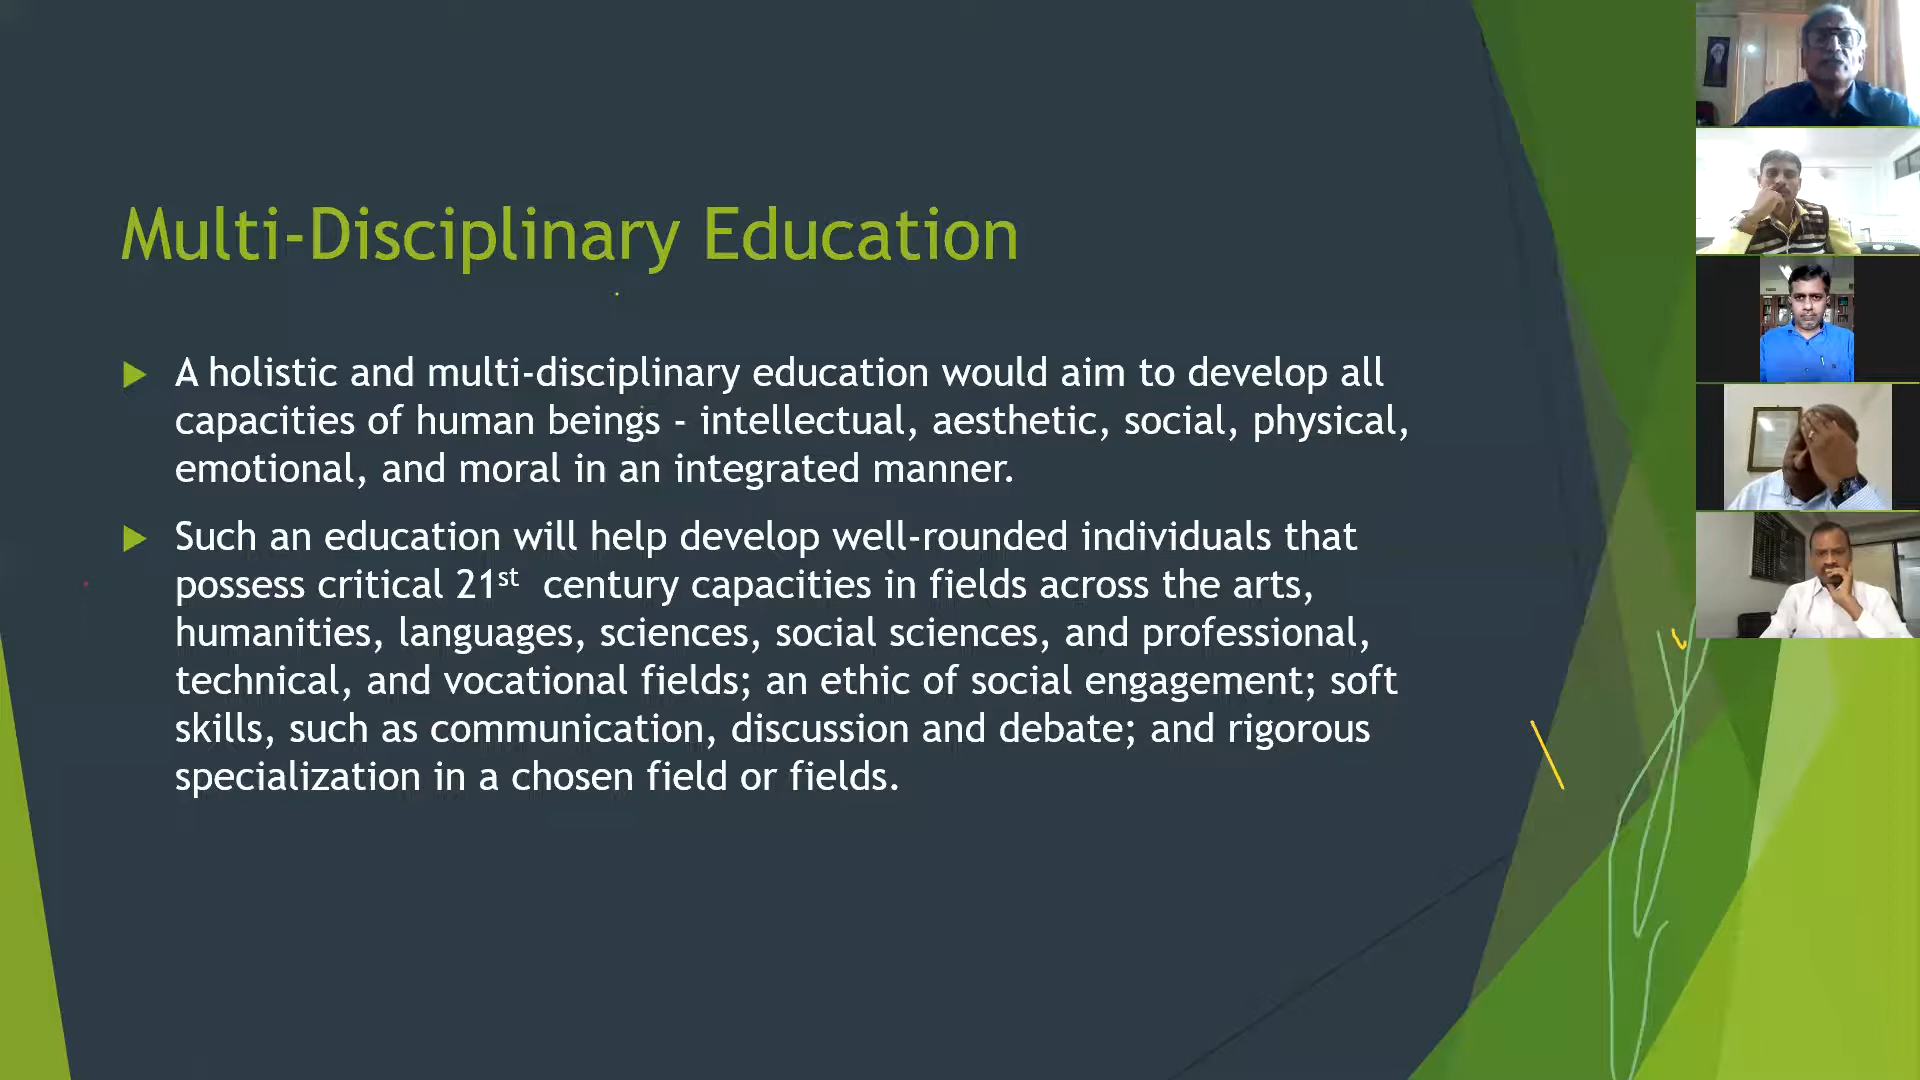 Multi-Disciplinary Education
A holistic and multi-disciplinary education would aim to develop all
capacities of human beings - intellectual, aesthetic, social, physical,
emotional, and moral in an integrated manner.
Such an education will help develop well-rounded individuals that
possess critical 21st century capacities in fields across the arts,
humanities, languages, sciences, social sciences, and professional,
technical, and vocational fields; an ethic of social engagement; soft
skills, such as communication, discussion and debate; and rigorous
specialization in a chosen field or fields.